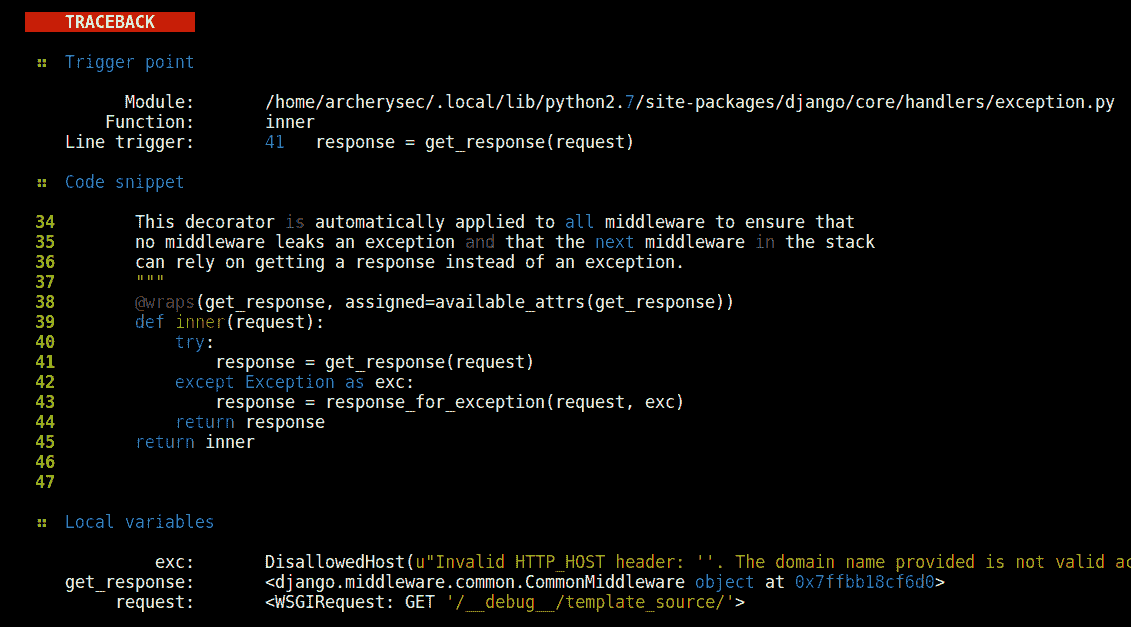 TRACEBACK
:: Trigger point
Module: /home/archerysec/.local/lib/python2.7/site-packages/django/core/handlers/exception.py
Function: inner
Line trigger: 41 response = get_response(request)
:: Code snippet
34 This decorator is automatically applied to all middleware to ensure that
35 no middleware leaks an exception and that the next middleware in the stack
36 can rely on getting a response instead of an exception.
37 """
38 @wraps(get_response, assigned=available_attrs(get_response))
39 def inner(request):
40 try:
41 response = get_response(request)
42 except Exception as exc:
43 response = response_for_exception(request, exc)
44 return response
45 return inner
46
47
:: Local variables
exc: DisallowedHost(u"Invalid HTTP_HOST header: ''. The domain name provided is not valid ac
get_response: <django.middleware.common.CommonMiddleware object at 0x7ffbb18cf6d0>
request: <WSGIRequest: GET '/__debug__/template_source/'>